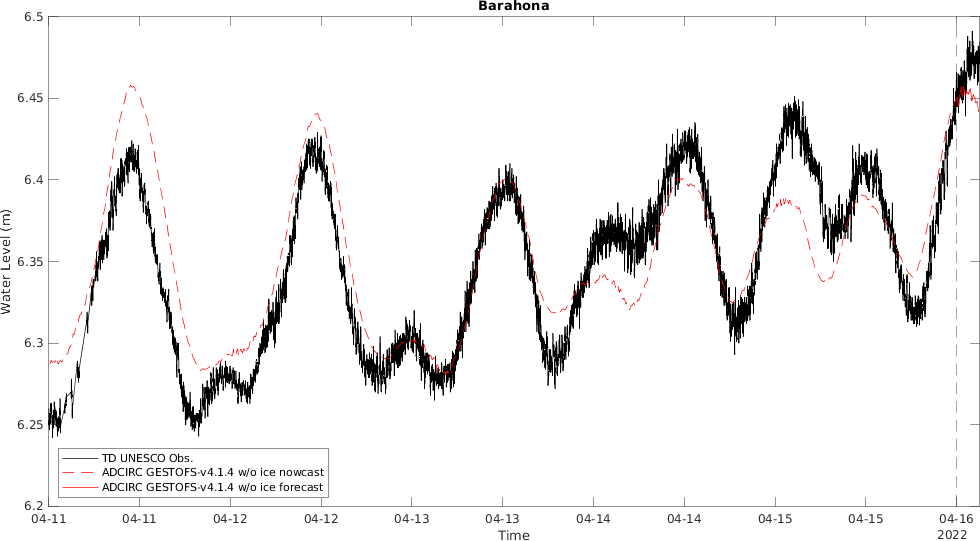 Barahona
6.5
6.45
6.4
6.35
6.3
6.25
6.2
Water Level (m)
TD UNESCO Obs.
ADCIRC GESTOFS-v4.1.4 w/o ice nowcast
ADCIRC GESTOFS-v4.1.4 w/o ice forecast
04-11 04-11 04-12 04-12 04-13 04-13 04-14 04-14 04-15 04-15 04-16
2022
Time